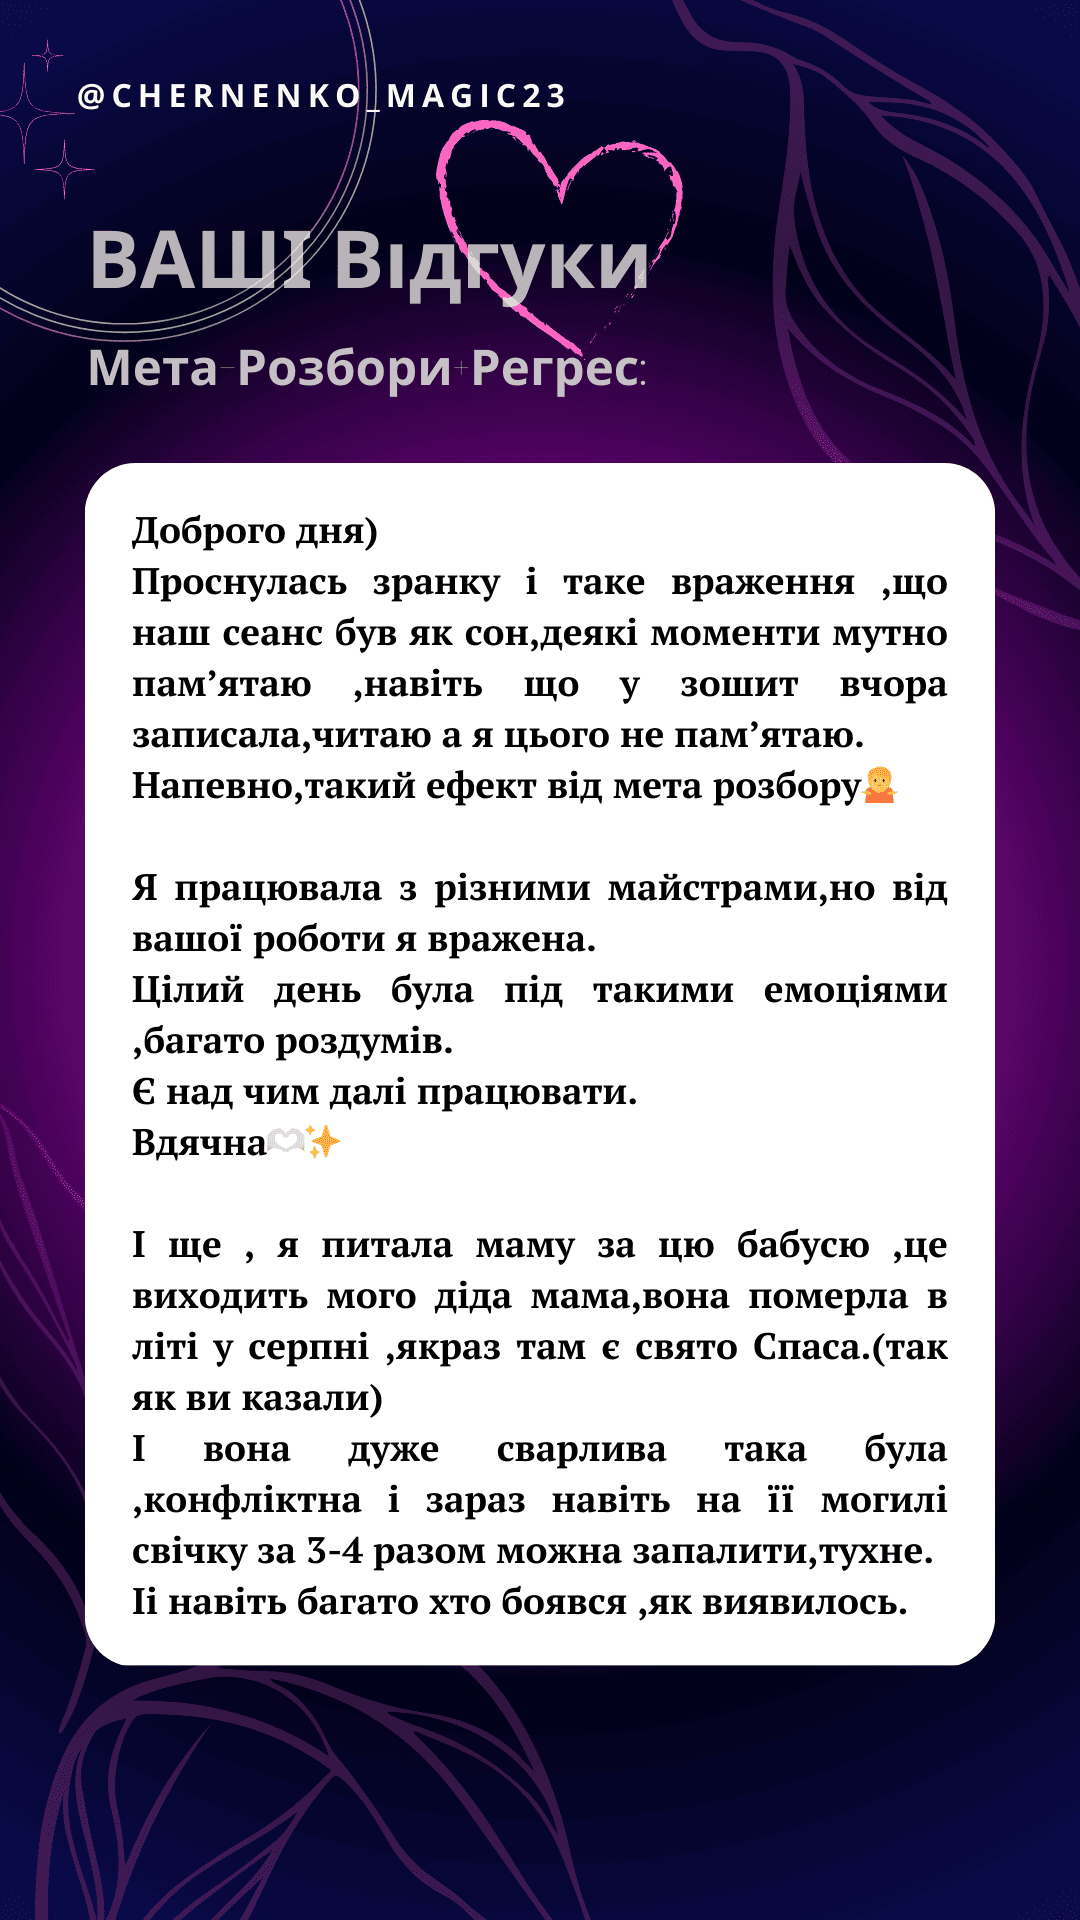 @CHERNENKO_MAGIC23
ВАШІ Відгуки
Мета-Розбори+Регрес:
Доброго дня)
Проснулась зранку і таке враження ,що
наш сеанс був як сон,деякі моменти мутно
пам’ятаю ,навіть що у зошит вчора
записала,читаю а я цього не пам’ятаю.
Напевно,такий ефект від мета розбору🤷
Я працювала з різними майстрами,но від
вашої роботи я вражена.
Цілий день була під такими емоціями
,багато роздумів.
Є над чим далі працювати.
Вдячна🫶✨
І ще , я питала маму за цю бабусю ,це
виходить мого діда мама,вона померла в
літі у серпні ,якраз там є свято Спаса.(так
як ви казали)
І вона дуже сварлива така була
,конфліктна і зараз навіть на її могилі
свічку за 3-4 разом можна запалити,тухне.
Іі навіть багато хто боявся ,як виявилось.